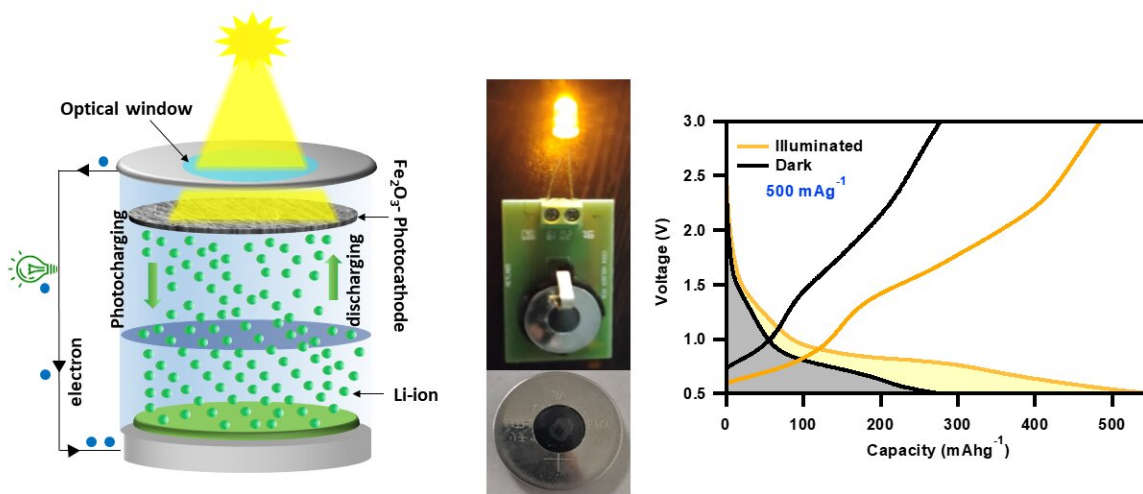 Optical window
Fe₂O₃- Photocathode
Photocharging
discharging
electron
Li-ion
3.0
2.5
2.0
1.5
1.0
0.5
Voltage (V)
Illuminated
Dark
500 mAg⁻¹
0
100
200
300
400
500
Capacity (mAhg⁻¹)